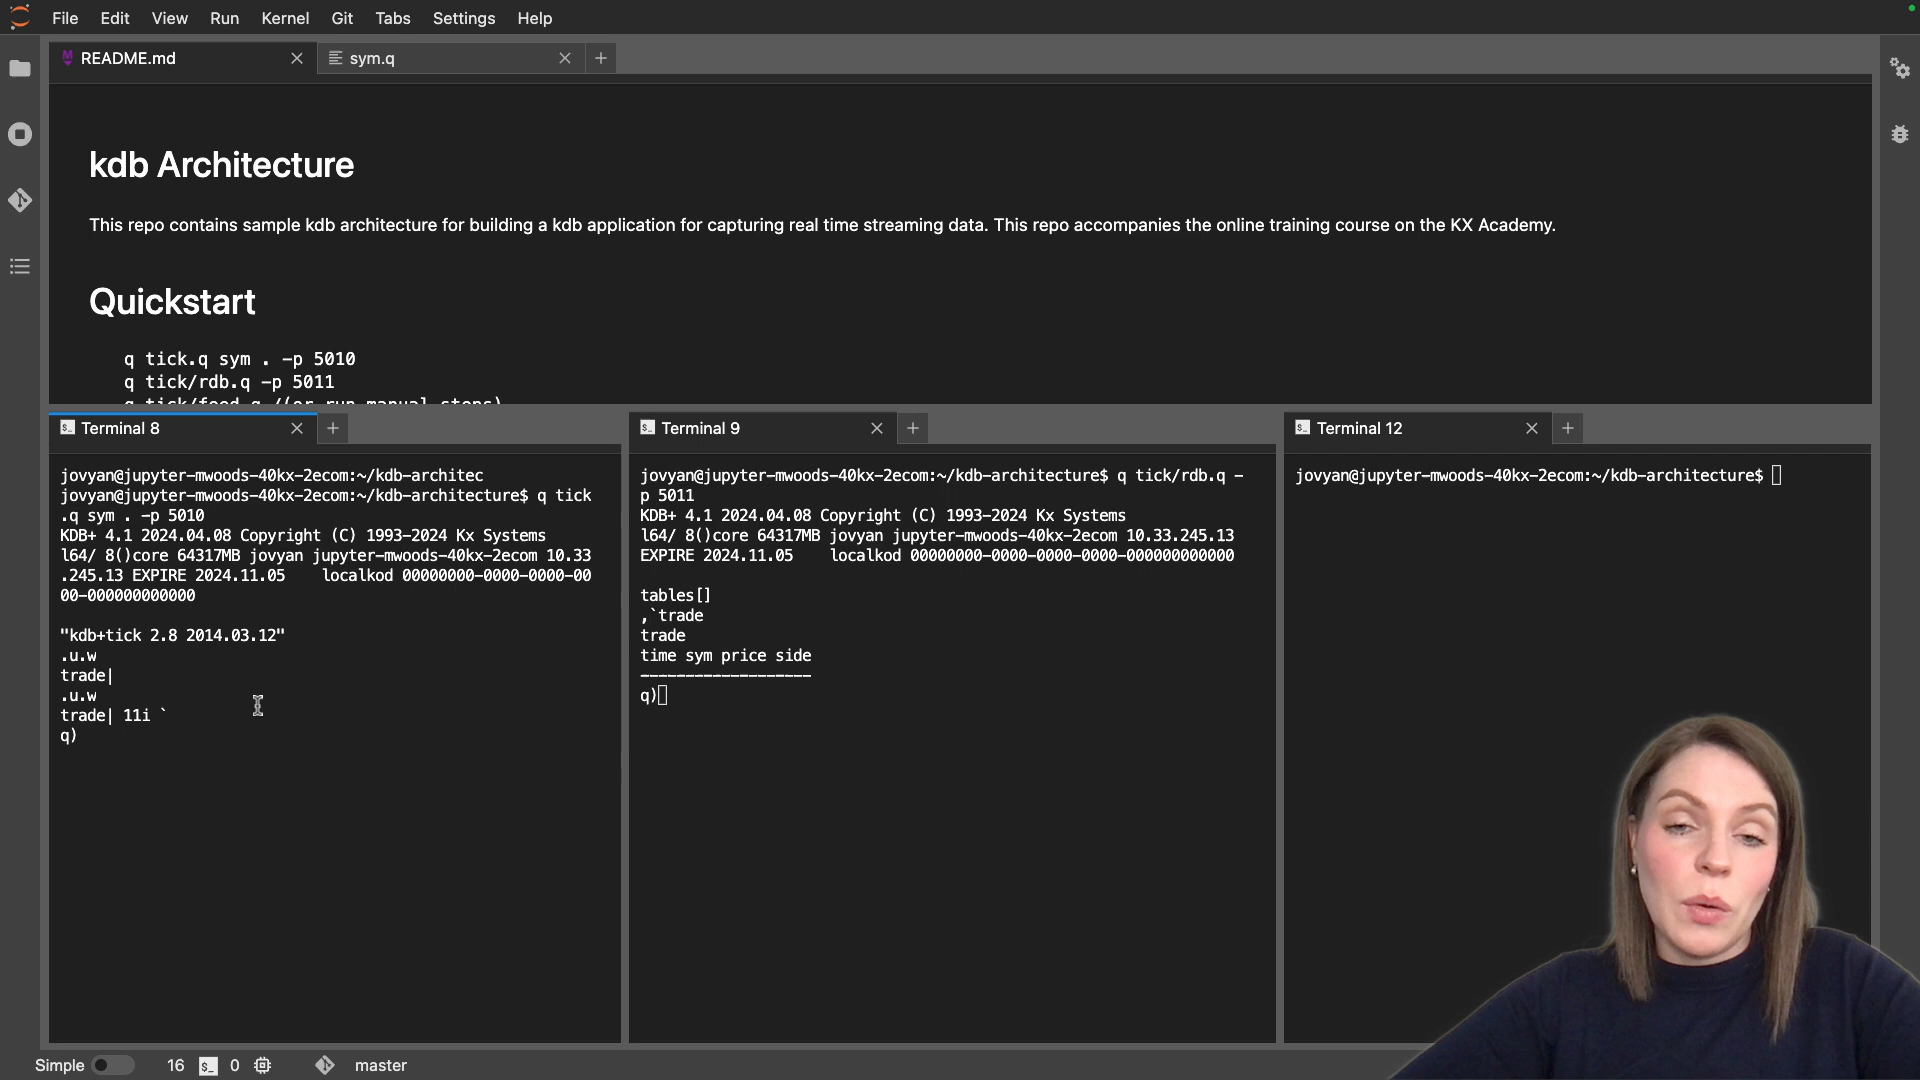 File Edit View Run Kernel Git Tabs Settings Help
README.md
sym.q
kdb Architecture
This repo contains sample kdb architecture for building a kdb application for capturing real time streaming data. This repo accompanies the online training course on the KX Academy.
Quickstart
q tick.q sym . -p 5010
q tick/rdb.q -p 5011
q tick/feed.q /(or run manual steps)
Terminal 8
jovyan@jupyter-mwoods-40kx-2ecom:~/kdb-architec
jovyan@jupyter-mwoods-40kx-2ecom:~/kdb-architecture$ q tick
.q sym . -p 5010
KDB+ 4.1 2024.04.08 Copyright (C) 1993-2024 Kx Systems
l64/ 8()core 64317MB jovyan jupyter-mwoods-40kx-2ecom 10.33
.245.13 EXPIRE 2024.11.05    localkod 00000000-0000-0000-00
00-000000000000
"kdb+tick 2.8 2014.03.12"
.u.w
trade|
.u.w
trade| 11i `
q)
Terminal 9
jovyan@jupyter-mwoods-40kx-2ecom:~/kdb-architecture$ q tick/rdb.q -
p 5011
KDB+ 4.1 2024.04.08 Copyright (C) 1993-2024 Kx Systems
l64/ 8()core 64317MB jovyan jupyter-mwoods-40kx-2ecom 10.33.245.13
EXPIRE 2024.11.05    localkod 00000000-0000-0000-0000-000000000000
tables[]
,`trade
trade
time sym price side
-------------------
q)
Terminal 12
jovyan@jupyter-mwoods-40kx-2ecom:~/kdb-architecture$
Simple 16 0 master